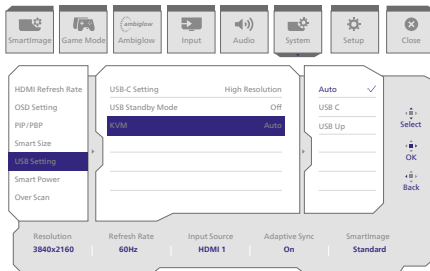 SmartImage
Game Mode
ambiglow
Ambiglow
Input
Audio
System
Setup
Close
HDMI Refresh Rate
OSD Setting
PIP/PBP
Smart Size
USB Setting
Smart Power
Over Scan
USB-C Setting High Resolution
USB Standby Mode Off
KVM Auto
Auto
USB C
USB Up
Select
OK
Back
Resolution Refresh Rate Input Source Adaptive Sync SmartImage
3840x2160 60Hz HDMI 1 On Standard